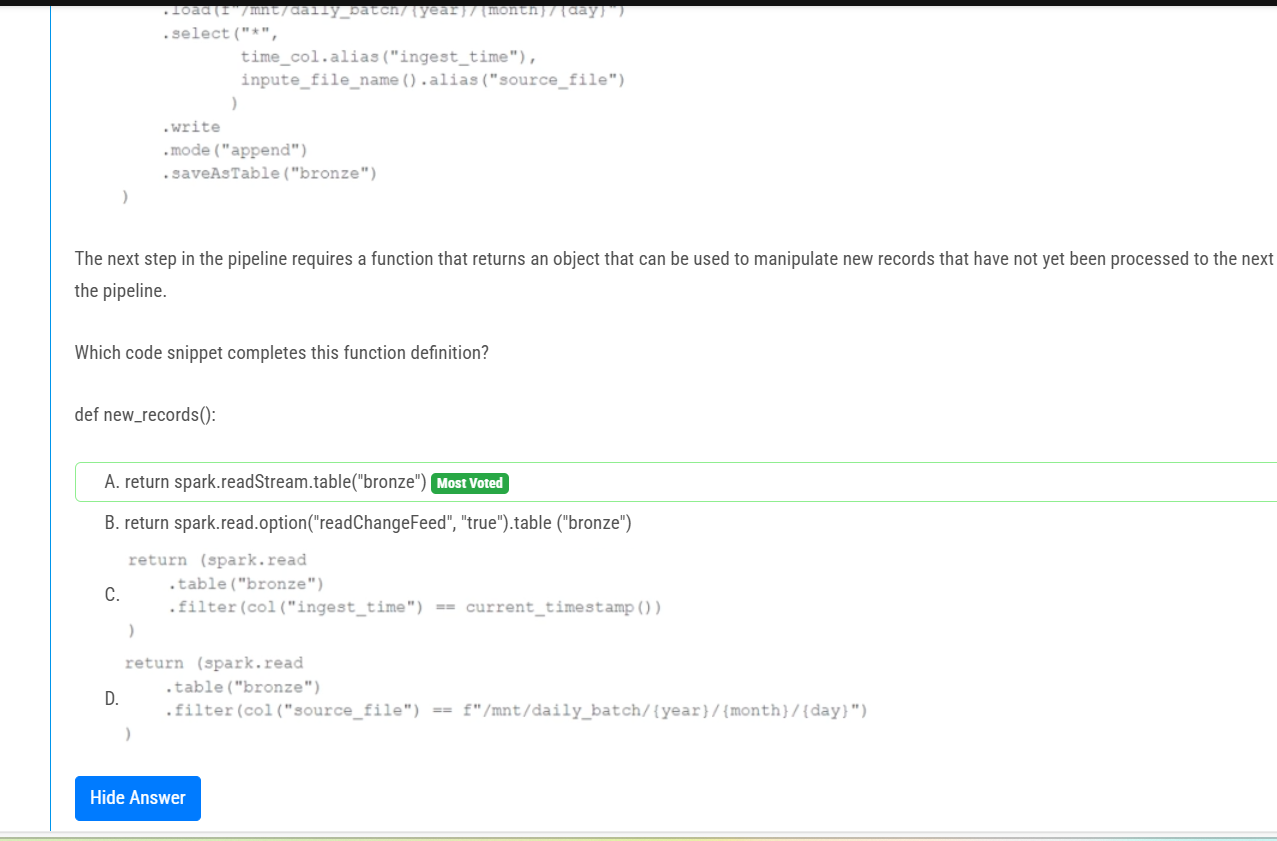 .load(f"/mnt/daily_batch/{year}/{month}/{day}")
.select("*",
time_col.alias("ingest_time"),
inpute_file_name().alias("source_file")
)
.write
.mode("append")
.saveAsTable("bronze")
)
The next step in the pipeline requires a function that returns an object that can be used to manipulate new records that have not yet been processed to the next
the pipeline.
Which code snippet completes this function definition?
def new_records():
A. return spark.readStream.table("bronze") Most Voted
B. return spark.read.option("readChangeFeed", "true").table ("bronze")
C.
return (spark.read
.table("bronze")
.filter(col("ingest_time") == current_timestamp())
)
D.
return (spark.read
.table("bronze")
.filter(col("source_file") == f"/mnt/daily_batch/{year}/{month}/{day}")
)
Hide Answer